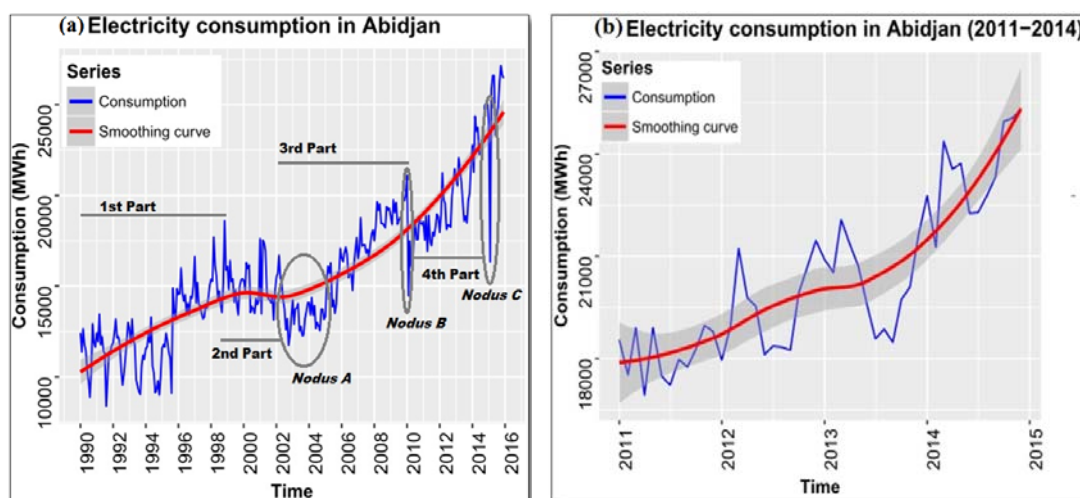 (a) Electricity consumption in Abidjan
Series
Consumption
Smoothing curve
1st Part
2nd Part
3rd Part
4th Part
Nodus A
Nodus B
Nodus C
Consumption (MWh)
10000
15000
20000
25000
1990
1992
1994
1996
1998
2000
2002
2004
2006
2008
2010
2012
2014
2016
Time
(b) Electricity consumption in Abidjan (2011−2014)
Series
Consumption
Smoothing curve
Consumption (MWh)
18000
21000
24000
27000
2011
2012
2013
2014
2015
Time